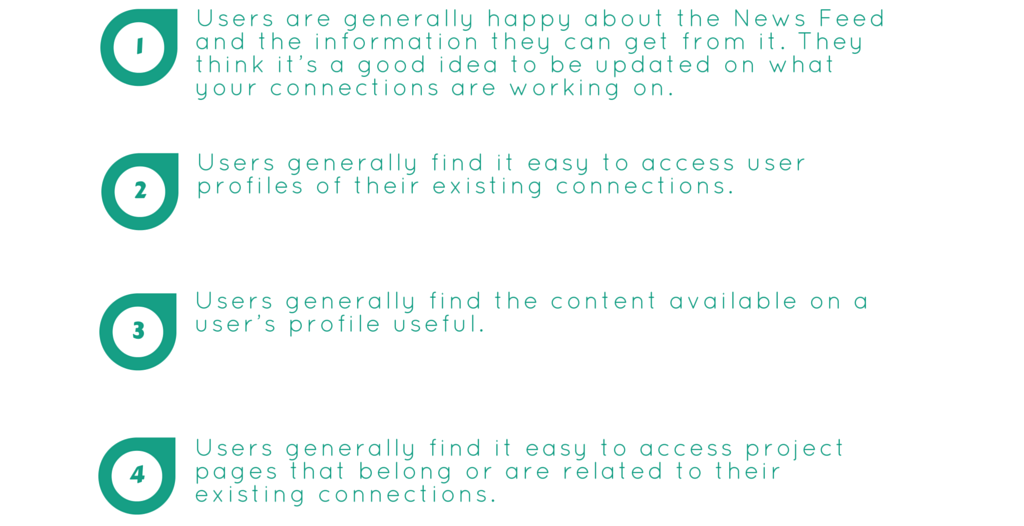 1
Users are generally happy about the News Feed
and the information they can get from it. They
think it's a good idea to be updated on what
your connections are working on.
2
Users generally find it easy to access user
profiles of their existing connections.
3
Users generally find the content available on a
user's profile useful.
4
Users generally find it easy to access project
pages that belong or are related to their
existing connections.